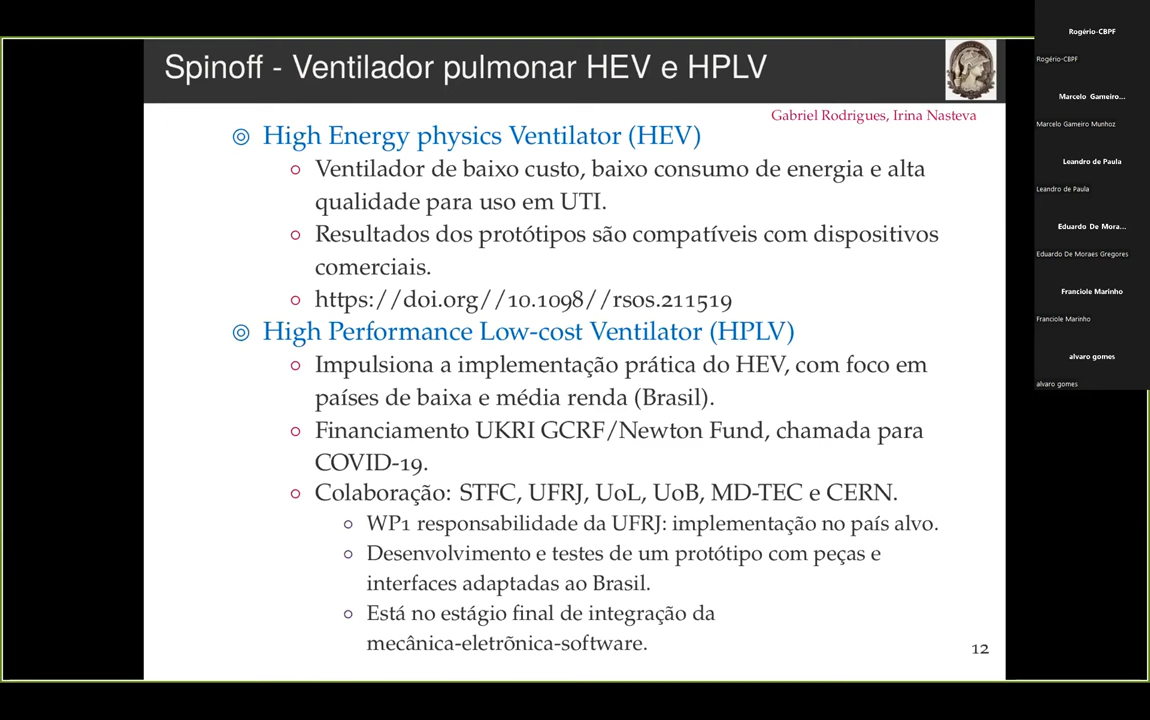 Spinoff - Ventilador pulmonar HEV e HPLV
Gabriel Rodrigues, Irina Nasteva
High Energy physics Ventilator (HEV)
Ventilador de baixo custo, baixo consumo de energia e alta
qualidade para uso em UTI.
Resultados dos protótipos são compatíveis com dispositivos
comerciais.
https://doi.org//10.1098//rsos.211519
High Performance Low-cost Ventilator (HPLV)
Impulsiona a implementação prática do HEV, com foco em
países de baixa e média renda (Brasil).
Financiamento UKRI GCRF/Newton Fund, chamada para
COVID-19.
Colaboração: STFC, UFRJ, UoL, UoB, MD-TEC e CERN.
WP1 responsabilidade da UFRJ: implementação no país alvo.
Desenvolvimento e testes de um protótipo com peças e
interfaces adaptadas ao Brasil.
Está no estágio final de integração da
mecânica-eletrõnica-software.
12
Rogério-CBPF
Rogério-CBPF
Marcelo Gameiro...
Marcelo Gameiro Munhoz
Leandro de Paula
Leandro de Paula
Eduardo De Mora...
Eduardo De Moraes Gregores
Franciole Marinho
Franciole Marinho
alvaro gomes
alvaro gomes